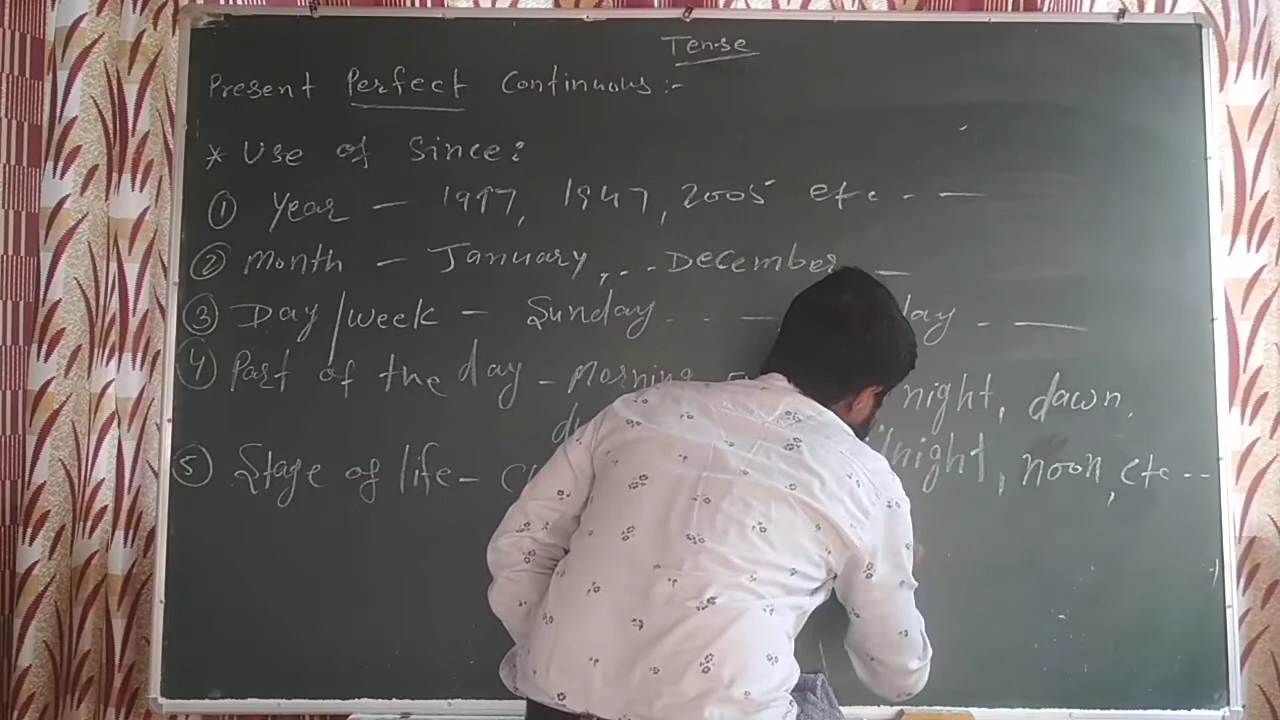 Tense
Present Perfect Continuous :-
* Use of Since:
① Year - 1997, 1947, 2005 etc. -
② Month - January, .. - December -
③ Day/week - Sunday . . - day - -
④ Part of the day - Morning night, dawn.
night, noon, etc --
⑤ Stage of life -